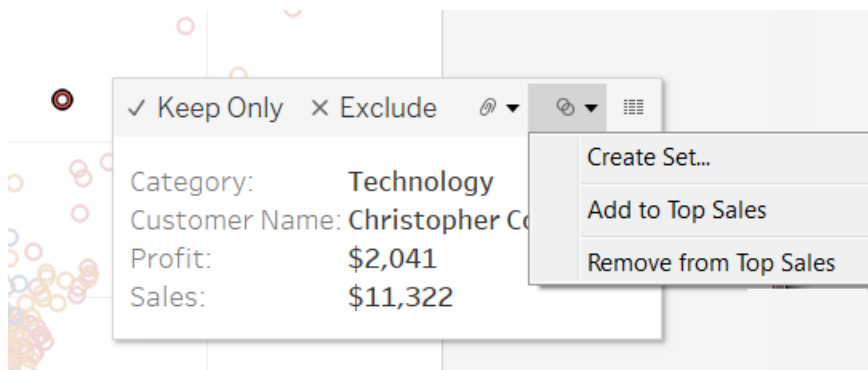 Keep Only Exclude
Create Set...
Add to Top Sales
Remove from Top Sales
Category: Technology
Customer Name: Christopher
Profit: $2,041
Sales: $11,322